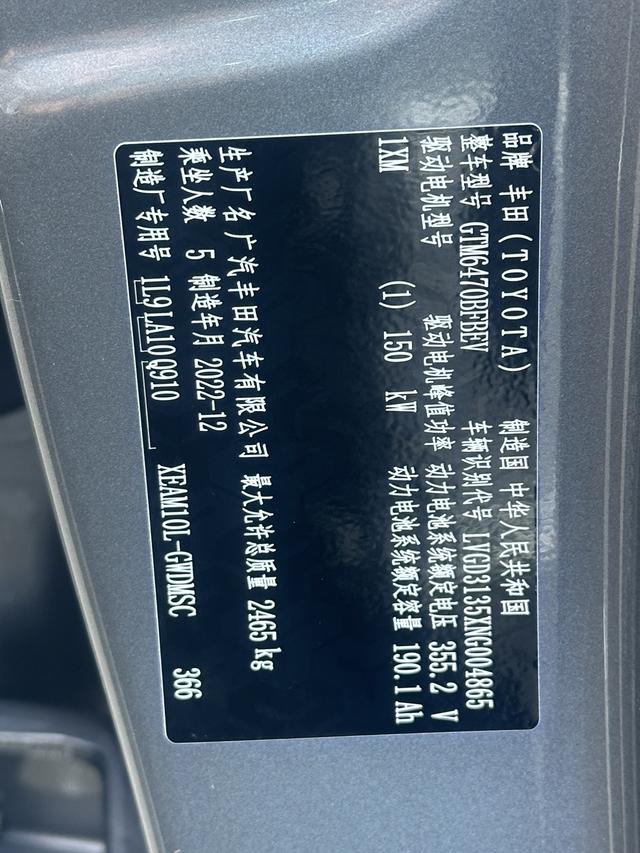 品牌 丰田(TOYOTA) 制造国 中华人民共和国
整车型号 GTM6470BFBEV 车辆识别代号 LVGD3135XNG004865
驱动电机型号 驱动电机峰值功率 动力电池系统额定电压 355.2 V
1XM (1) 150 kW 动力电池系统额定容量 190.1 Ah
生产厂名 广汽丰田汽车有限公司 最大允许总质量 2465 kg
乘坐人数 5 制造年月 2022-12
制造厂专用号 1L9LA10Q910 XEAM10L-GWDMSC 366